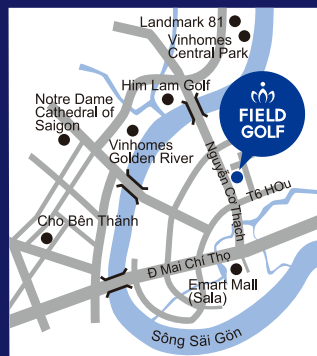 Landmark 81
Vinhomes
Central Park
Him Lam Golf
FIELD
GOLF
Notre Dame
Cathedral of
Saigon
Vinhomes
Golden River
Nguyễn Cơ Thạch
T6 HOu
Cho Bên Thành
Đ Mai Chí Thọ
Emart Mall
(Sala)
Sông Sài Gòn